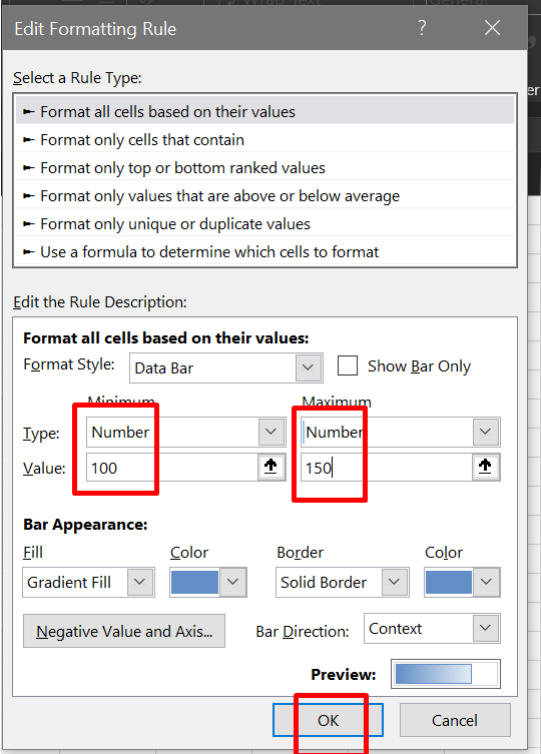 Wrap Text
General
Edit Formatting Rule ?
er
Select a Rule Type:
► Format all cells based on their values
► Format only cells that contain
► Format only top or bottom ranked values
► Format only values that are above or below average
► Format only unique or duplicate values
► Use a formula to determine which cells to format
Edit the Rule Description:
Format all cells based on their values:
Format Style: Data Bar Show Bar Only
Minimum Maximum
Type: Number Number
Value: 100 150
Bar Appearance:
Fill Color Border Color
Gradient Fill Solid Border
Negative Value and Axis... Bar Direction: Context
Preview:
OK Cancel